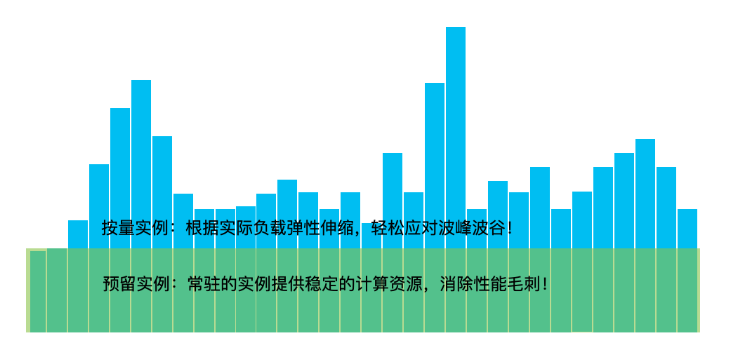 按量实例：根据实际负载弹性伸缩，轻松应对波峰波谷！
预留实例：常驻的实例提供稳定的计算资源，消除性能毛刺！